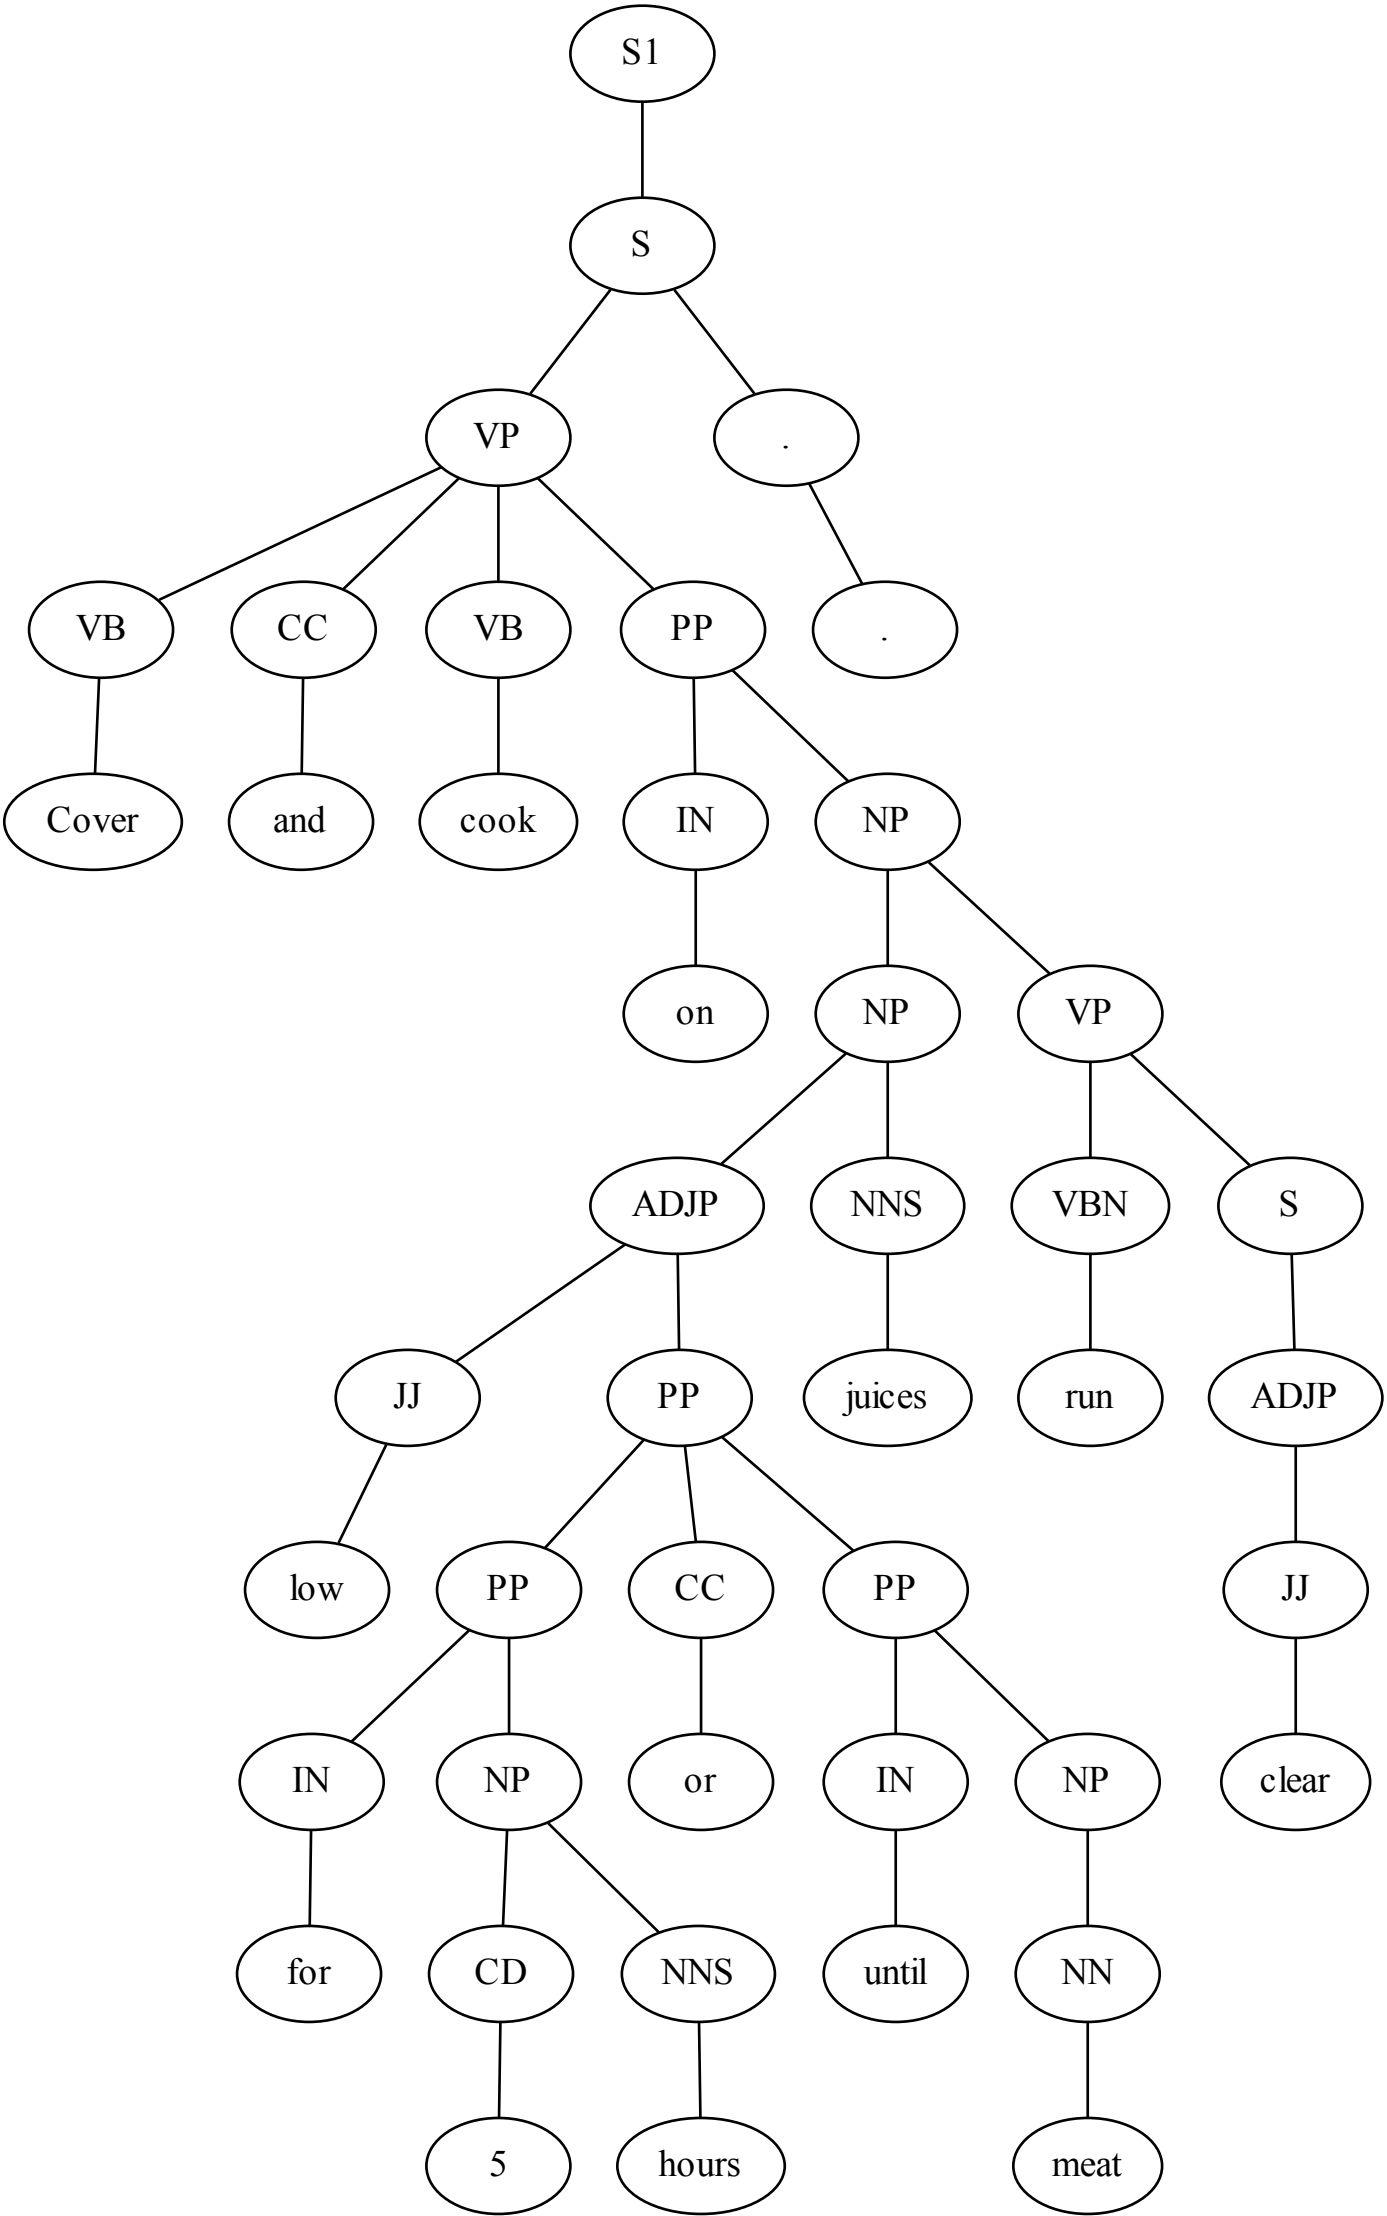 S1
S
VP .
VB CC VB PP .
Cover and cook IN NP
on NP VP
ADJP NNS VBN S
JJ PP juices run ADJP
low PP CC PP JJ
IN NP or IN NP clear
for CD NNS until NN
5 hours meat